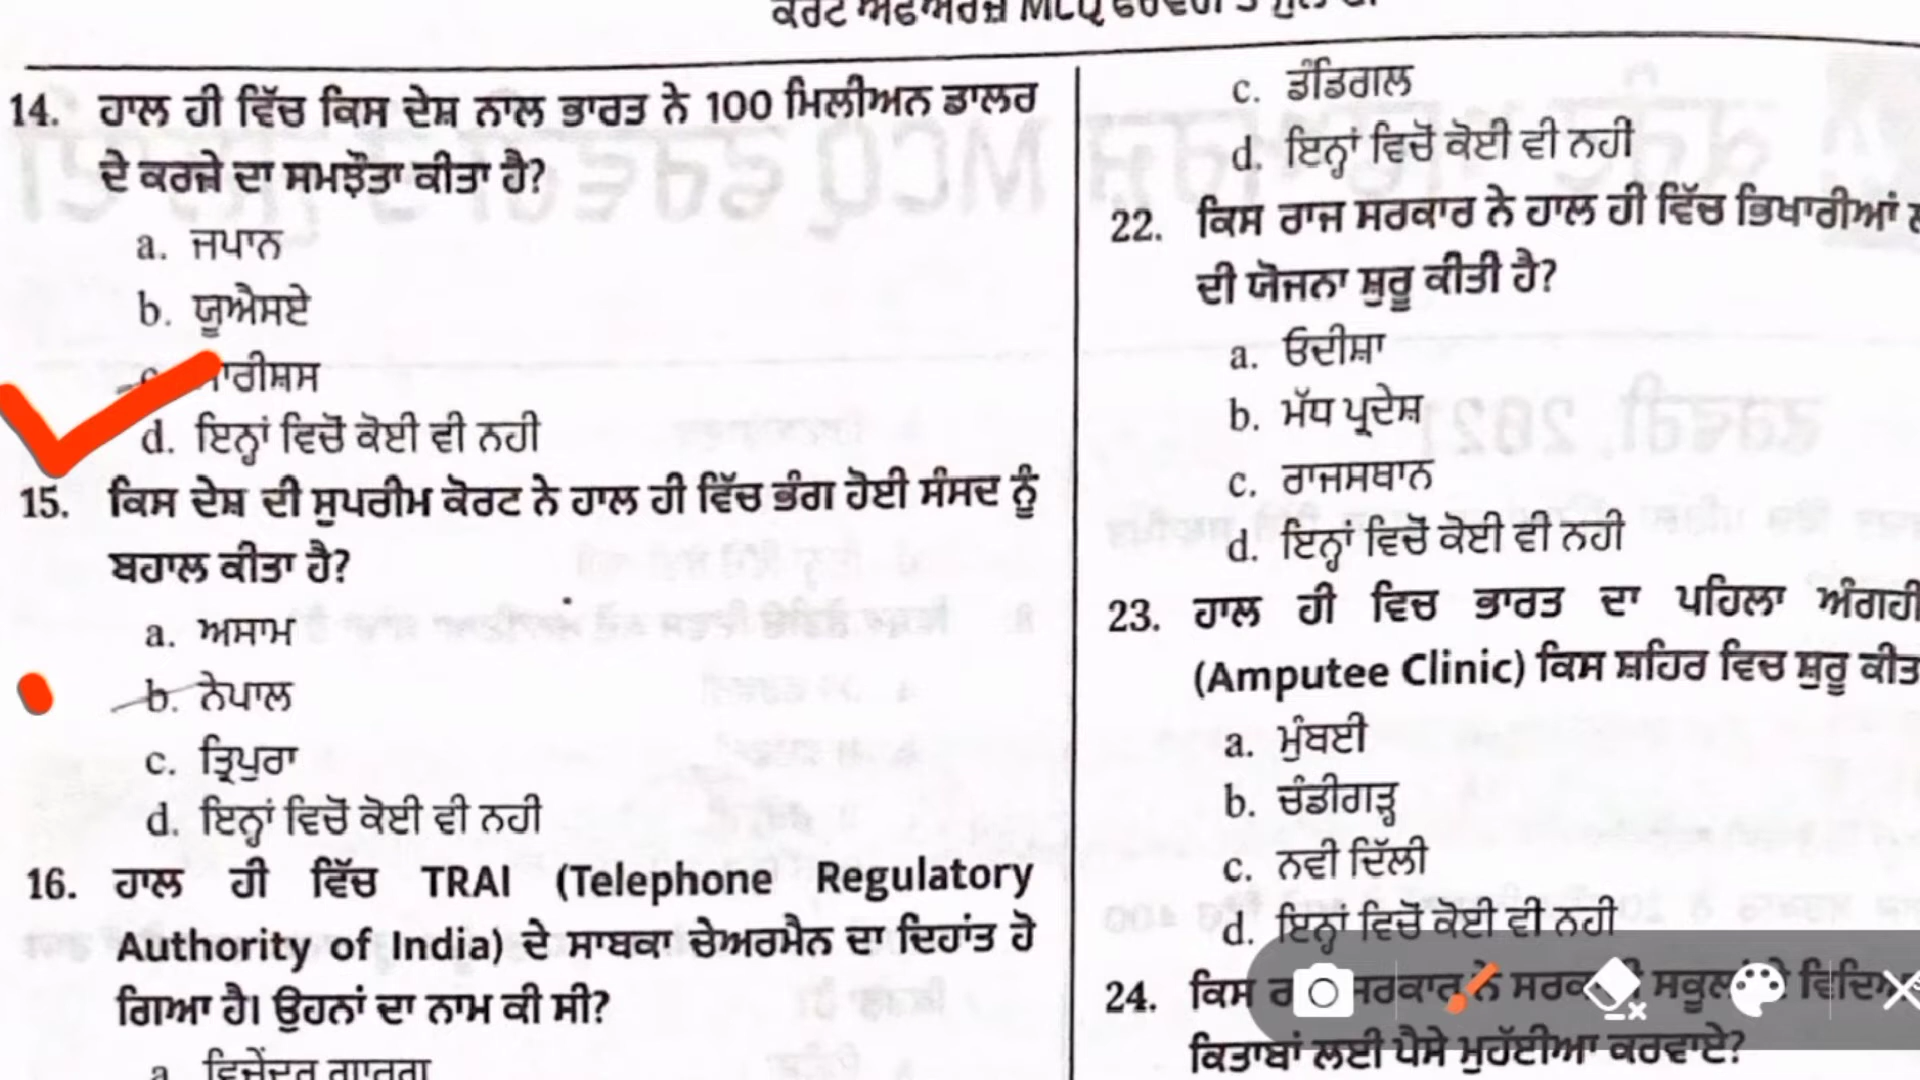 14. ਹਾਲ ਹੀ ਵਿੱਚ ਕਿਸ ਦੇਸ਼ ਨਾਲ ਭਾਰਤ ਨੇ 100 ਮਿਲੀਅਨ ਡਾਲਰ
ਦੇ ਕਰਜ਼ੇ ਦਾ ਸਮਝੌਤਾ ਕੀਤਾ ਹੈ?
a. ਜਪਾਨ
b. ਯੂਐਸਏ
d. ਇਨ੍ਹਾਂ ਵਿਚੋਂ ਕੋਈ ਵੀ ਨਹੀ
15. ਕਿਸ ਦੇਸ਼ ਦੀ ਸੁਪਰੀਮ ਕੋਰਟ ਨੇ ਹਾਲ ਹੀ ਵਿੱਚ ਭੰਗ ਹੋਈ ਸੰਸਦ ਨੂੰ
ਬਹਾਲ ਕੀਤਾ ਹੈ?
a. ਅਸਾਮ
b. ਨੇਪਾਲ
c. ਤ੍ਰਿਪੁਰਾ
d. ਇਨ੍ਹਾਂ ਵਿਚੋਂ ਕੋਈ ਵੀ ਨਹੀ
16. ਹਾਲ ਹੀ ਵਿੱਚ TRAI (Telephone Regulatory
Authority of India) ਦੇ ਸਾਬਕਾ ਚੇਅਰਮੈਨ ਦਾ ਦਿਹਾਂਤ ਹੋ
ਗਿਆ ਹੈ। ਉਹਨਾਂ ਦਾ ਨਾਮ ਕੀ ਸੀ?
c. ਡੰਡਿਗਲ
d. ਇਨ੍ਹਾਂ ਵਿਚੋਂ ਕੋਈ ਵੀ ਨਹੀ
22. ਕਿਸ ਰਾਜ ਸਰਕਾਰ ਨੇ ਹਾਲ ਹੀ ਵਿੱਚ ਭਿਖਾਰੀਆਂ
ਦੀ ਯੋਜਨਾ ਸ਼ੁਰੂ ਕੀਤੀ ਹੈ?
a. ਓਦੀਸ਼ਾ
b. ਮੱਧ ਪ੍ਰਦੇਸ਼
c. ਰਾਜਸਥਾਨ
d. ਇਨ੍ਹਾਂ ਵਿਚੋਂ ਕੋਈ ਵੀ ਨਹੀ
23. ਹਾਲ ਹੀ ਵਿਚ ਭਾਰਤ ਦਾ ਪਹਿਲਾ ਅੰਗਹੀ
(Amputee Clinic) ਕਿਸ ਸ਼ਹਿਰ ਵਿਚ ਸ਼ੁਰੂ ਕੀਤ
a. ਮੁੰਬਈ
b. ਚੰਡੀਗੜ੍ਹ
c. ਨਵੀ ਦਿੱਲੀ
d. ਇਨ੍ਹਾਂ ਵਿਚੋਂ ਕੋਈ ਵੀ ਨਹੀ
24. ਕਿਸ ਨੇ
ਕਿਤਾਬਾਂ ਲਈ ਪੈਸੇ ਮੁਹੱਈਆ ਕਰਵਾਏ?